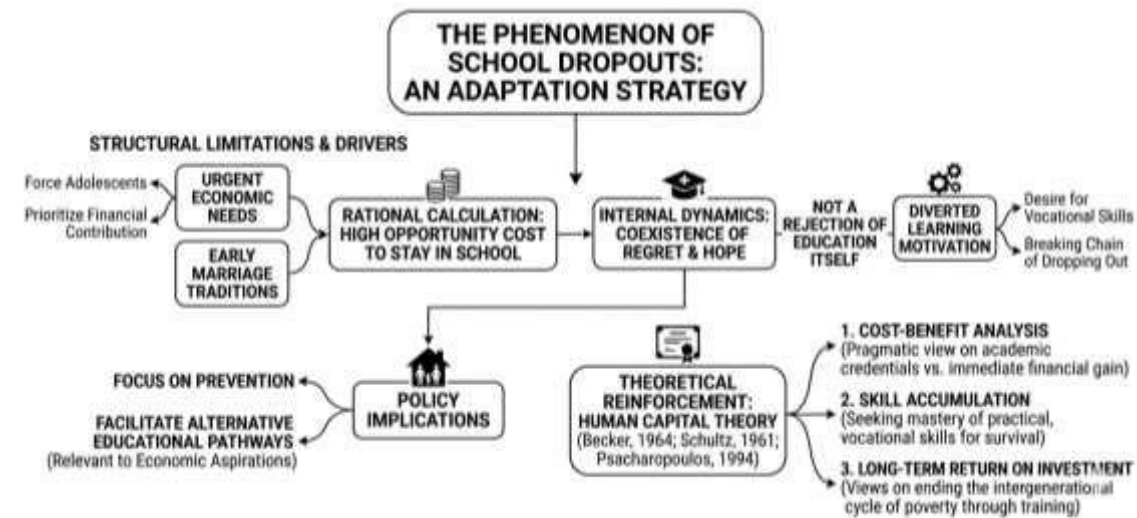 THE PHENOMENON OF
SCHOOL DROPOUTS:
AN ADAPTATION STRATEGY
STRUCTURAL LIMITATIONS & DRIVERS
Force Adolescents
Prioritize Financial
Contribution
URGENT
ECONOMIC
NEEDS
EARLY
MARRIAGE
TRADITIONS
RATIONAL CALCULATION:
HIGH OPPORTUNITY COST
TO STAY IN SCHOOL
INTERNAL DYNAMICS:
COEXISTENCE OF
REGRET & HOPE
NOT A
REJECTION OF
EDUCATION
ITSELF
DIVERTED
LEARNING
MOTIVATION
Desire for
Vocational Skills
Breaking Chain
of Dropping Out
FOCUS ON PREVENTION
FACILITATE ALTERNATIVE
EDUCATIONAL PATHWAYS
(Relevant to Economic Aspirations)
POLICY
IMPLICATIONS
THEORETICAL
REINFORCEMENT:
HUMAN CAPITAL THEORY
(Becker, 1964; Schultz, 1961;
Psacharopoulos, 1994)
1. COST-BENEFIT ANALYSIS
(Pragmatic view on academic
credentials vs. immediate financial gain)
2. SKILL ACCUMULATION
(Seeking mastery of practical,
vocational skills for survival)
3. LONG-TERM RETURN ON INVESTMENT
(Views on ending the intergenerational
cycle of poverty through training)